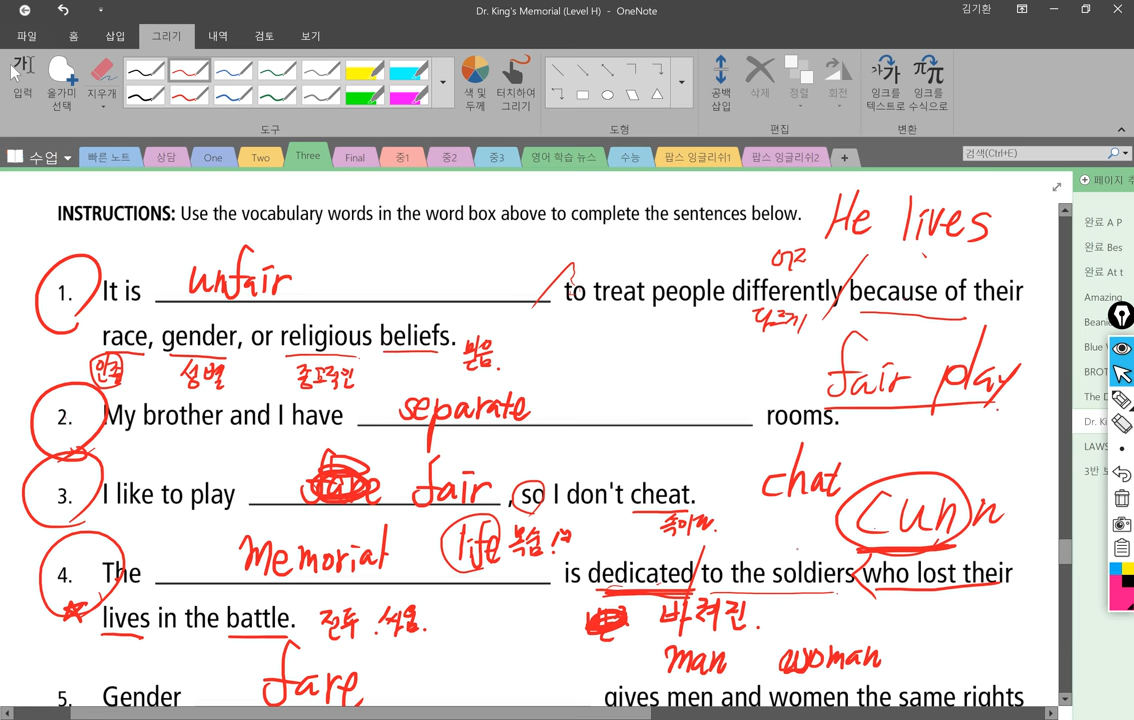 Dr. King's Memorial (Level H) - OneNote
김기환
파일 홈 삽입 그리기 내역 검토 보기
가
입력
올가미 선택
지우개
색 및 두께
터치하여 그리기
공백 삽입
삭제
정렬
회전
잉크를 텍스트로
잉크를 수식으로
도구 도형 편집 변환
수업 빠른 노트 상담 One Two Three Final 중1 중2 중3 영어 학습 뉴스 수능 팝스 잉글리쉬1 팝스 잉글리쉬2
검색(Ctrl+E)
페이지 추
완료 A P
완료 Bes
완료 At t
Amazing
Beanie
Blue W
BROT
The D
Dr. Ki
LAWS
3반 보
He lives
INSTRUCTIONS: Use the vocabulary words in the word box above to complete the sentences below.
1. It is unfair to treat people differently because of their
다르게
race, gender, or religious beliefs. 믿음.
인종 성별 종교적인
fair play
2. My brother and I have separate rooms.
3. I like to play fair, so I don't cheat.
chat
cunn
life
4. The Memorial is dedicated to the soldiers who lost their
lives in the battle. 전투. 싸움.
바쳐진.
man woman
fare
5. Gender gives men and women the same rights